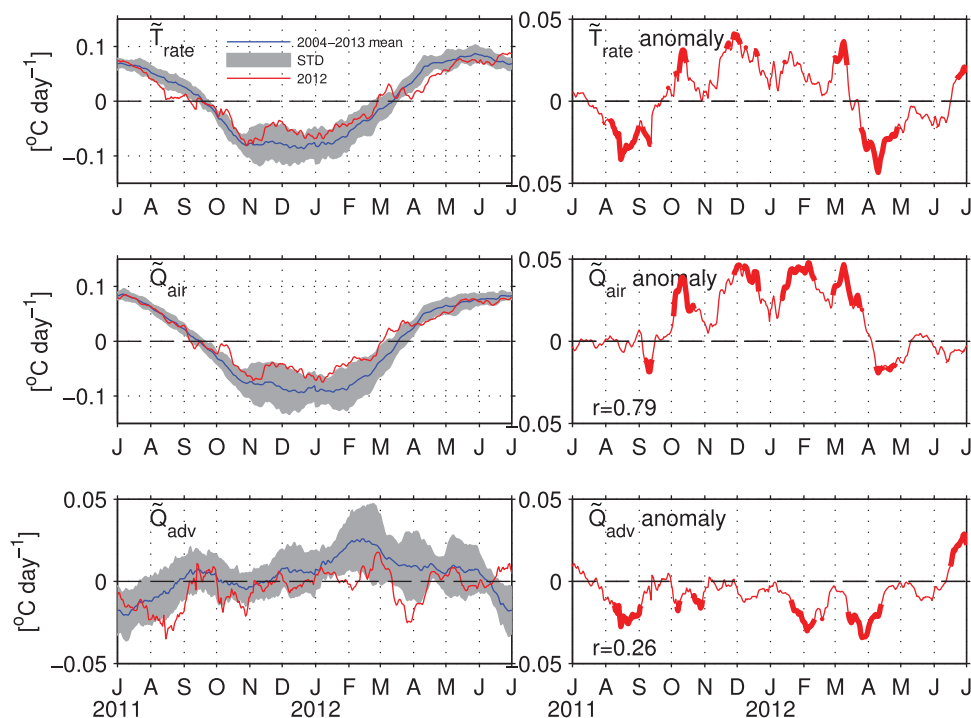 T̃rate
2004−2013 mean
STD
2012
0.1
0
−0.1
[°C day⁻¹]
J A S O N D J F M A M J J
0.05
T̃rate anomaly
0
−0.05
J A S O N D J F M A M J J
Q̃air
0.1
0
−0.1
[°C day⁻¹]
J A S O N D J F M A M J J
0.05
Q̃air anomaly
0
r=0.79
−0.05
J A S O N D J F M A M J J
0.05
Q̃adv
0
−0.05
[°C day⁻¹]
J A S O N D J F M A M J J
2011 2012
0.05
Q̃adv anomaly
0
r=0.26
−0.05
J A S O N D J F M A M J J
2011 2012